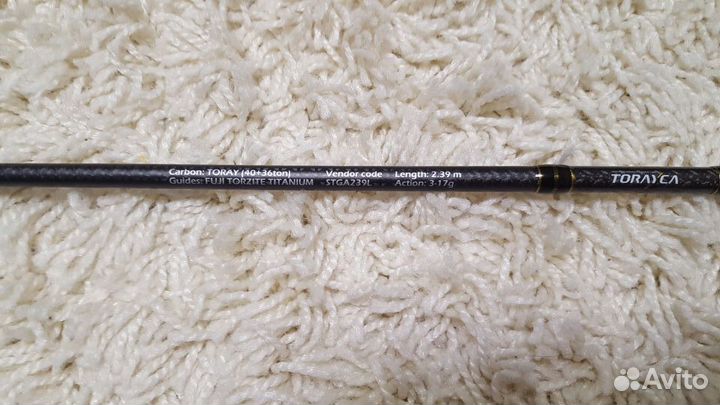 Carbon: TORAY (40+36ton) Vendor code Length: 2.39 m
Guides: FUJI TORZITE-TITANIUM STGA239L Action: 3-17g
TORAYCA
Avito